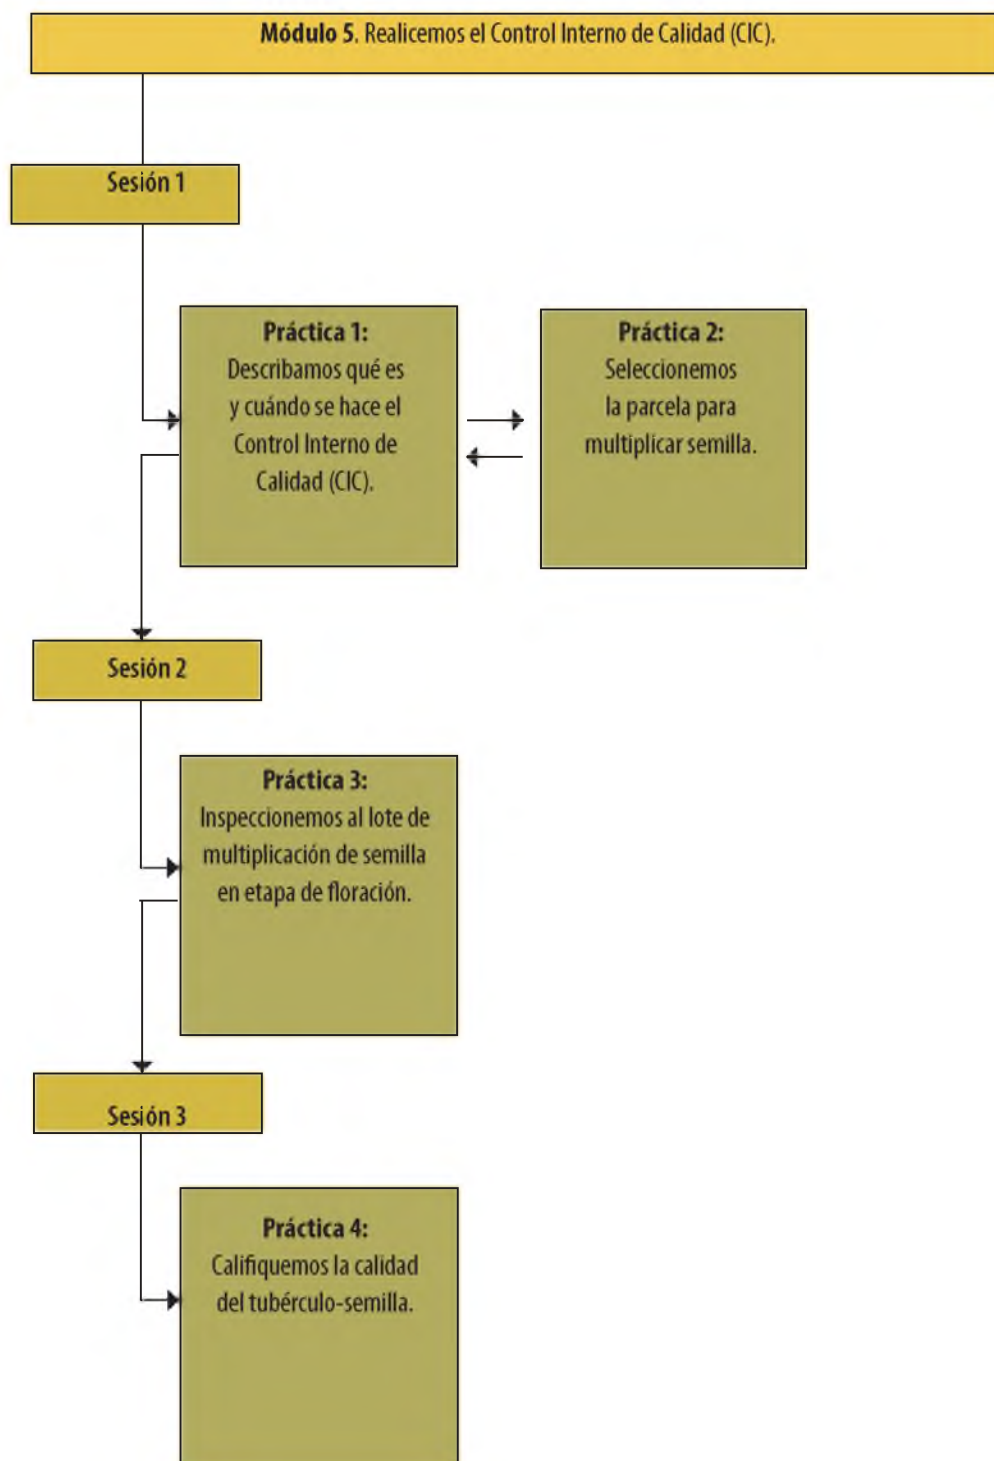 Módulo 5. Realicemos el Control Interno de Calidad (CIC).
Sesión 1
Práctica 1:
Describamos qué es
y cuándo se hace el
Control Interno de
Calidad (CIC).
Práctica 2:
Seleccionemos
la parcela para
multiplicar semilla.
Sesión 2
Práctica 3:
Inspeccionemos al lote de
multiplicación de semilla
en etapa de floración.
Sesión 3
Práctica 4:
Califiquemos la calidad
del tubérculo-semilla.